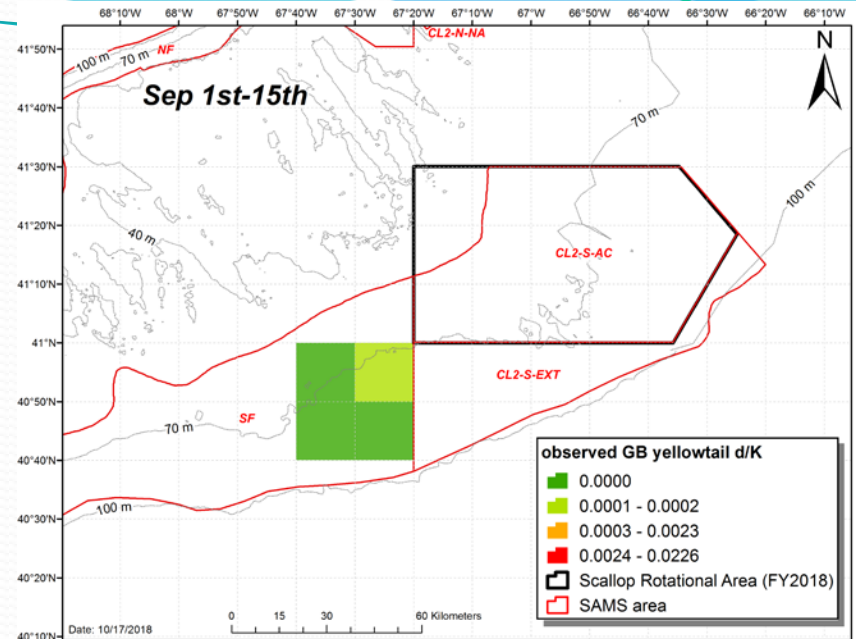 68°10'W 68°W 67°50'W 67°40'W 67°30'W 67°20'W 67°10'W 67°W 66°50'W 66°40'W 66°30'W 66°20'W 66°10'W
41°50'N
41°40'N
41°30'N
41°20'N
41°10'N
41°N
40°50'N
40°40'N
40°30'N
40°20'N
40°10'N
100 m
70 m
NF
CL2-N-NA
N
Sep 1st-15th
70 m
100 m
40 m
CL2-S-AC
CL2-S-EXT
SF
70 m
100 m
observed GB yellowtail d/K
0.0000
0.0001 - 0.0002
0.0003 - 0.0023
0.0024 - 0.0226
Scallop Rotational Area (FY2018)
SAMS area
0 15 30 60 Kilometers
Date: 10/17/2018